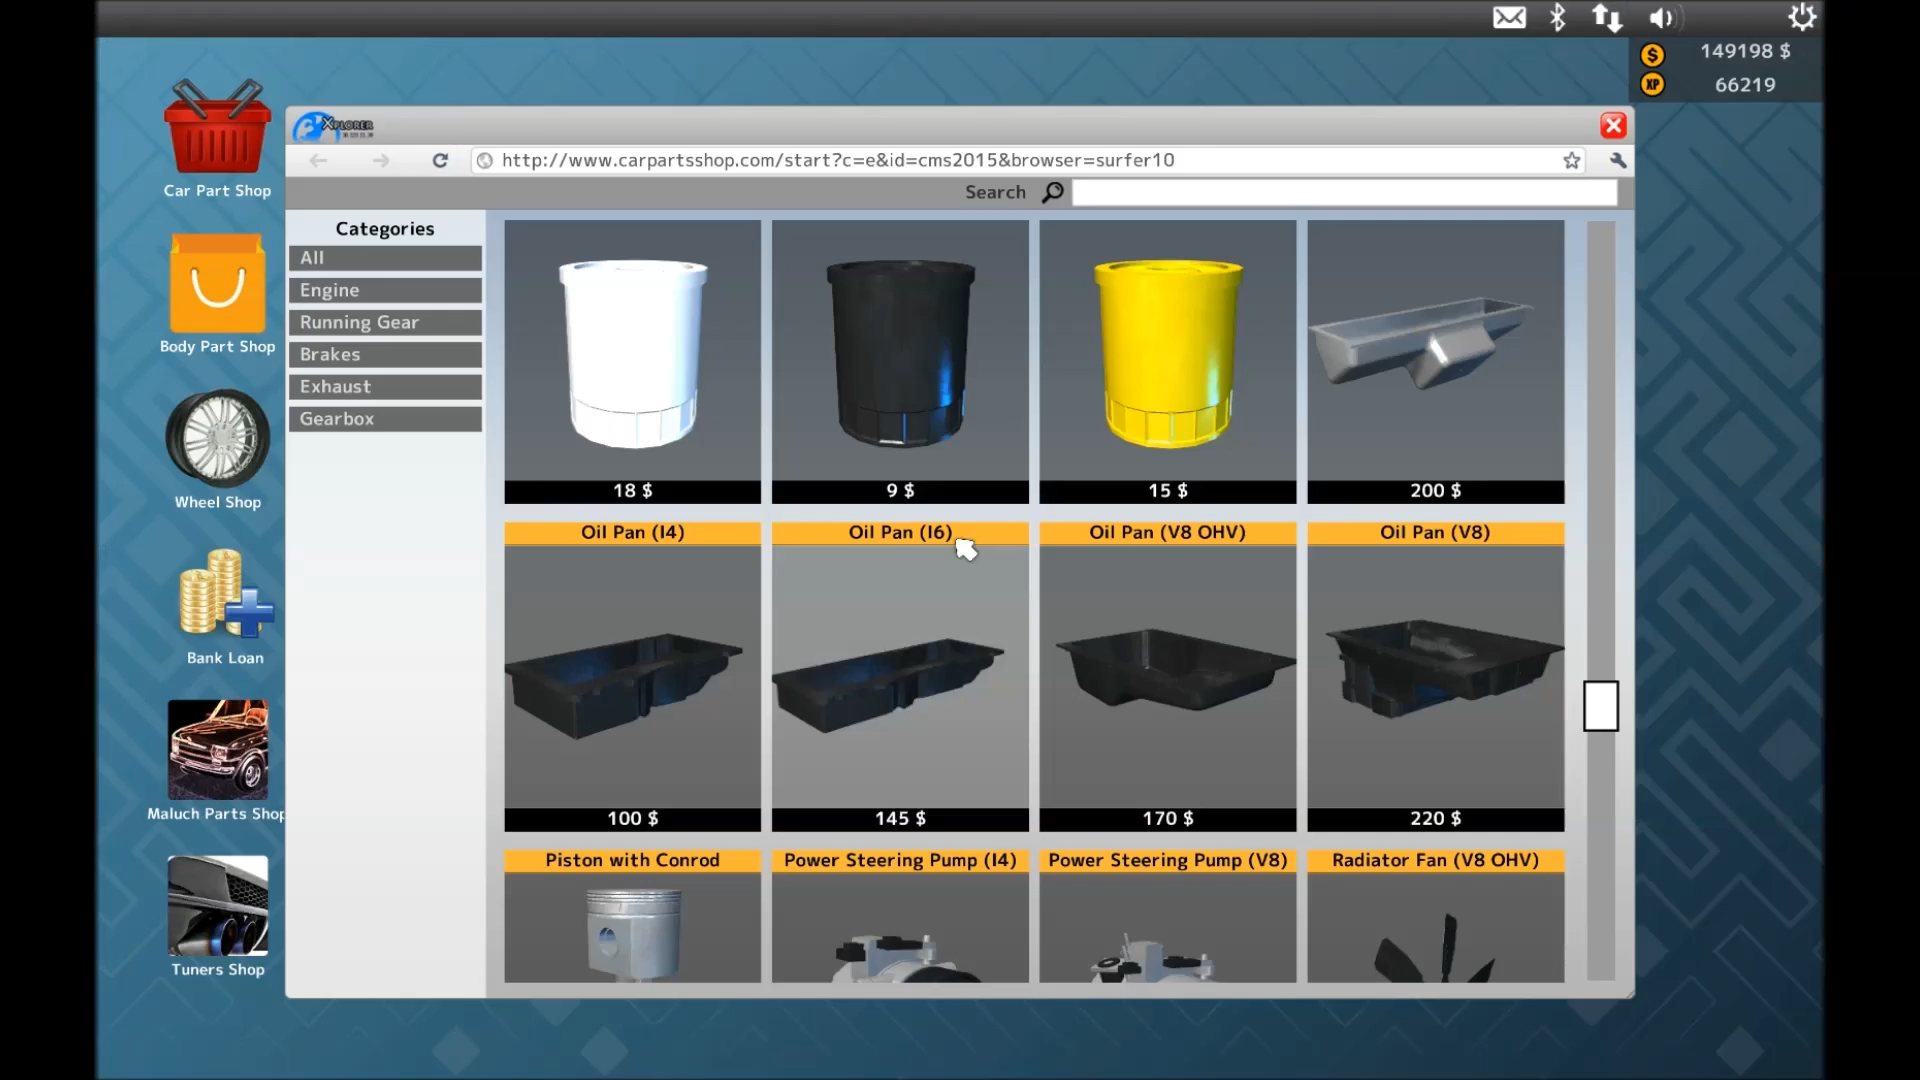 149198 $
XP 66219
XPLORER
http://www.carpartsshop.com/start?c=e&id=cms2015&browser=surfer10
Search
Car Part Shop
Body Part Shop
Wheel Shop
Bank Loan
Maluch Parts Shop
Tuners Shop
Categories
All
Engine
Running Gear
Brakes
Exhaust
Gearbox
18 $ 9 $ 15 $ 200 $
Oil Pan (I4) Oil Pan (I6) Oil Pan (V8 OHV) Oil Pan (V8)
100 $ 145 $ 170 $ 220 $
Piston with Conrod Power Steering Pump (I4) Power Steering Pump (V8) Radiator Fan (V8 OHV)